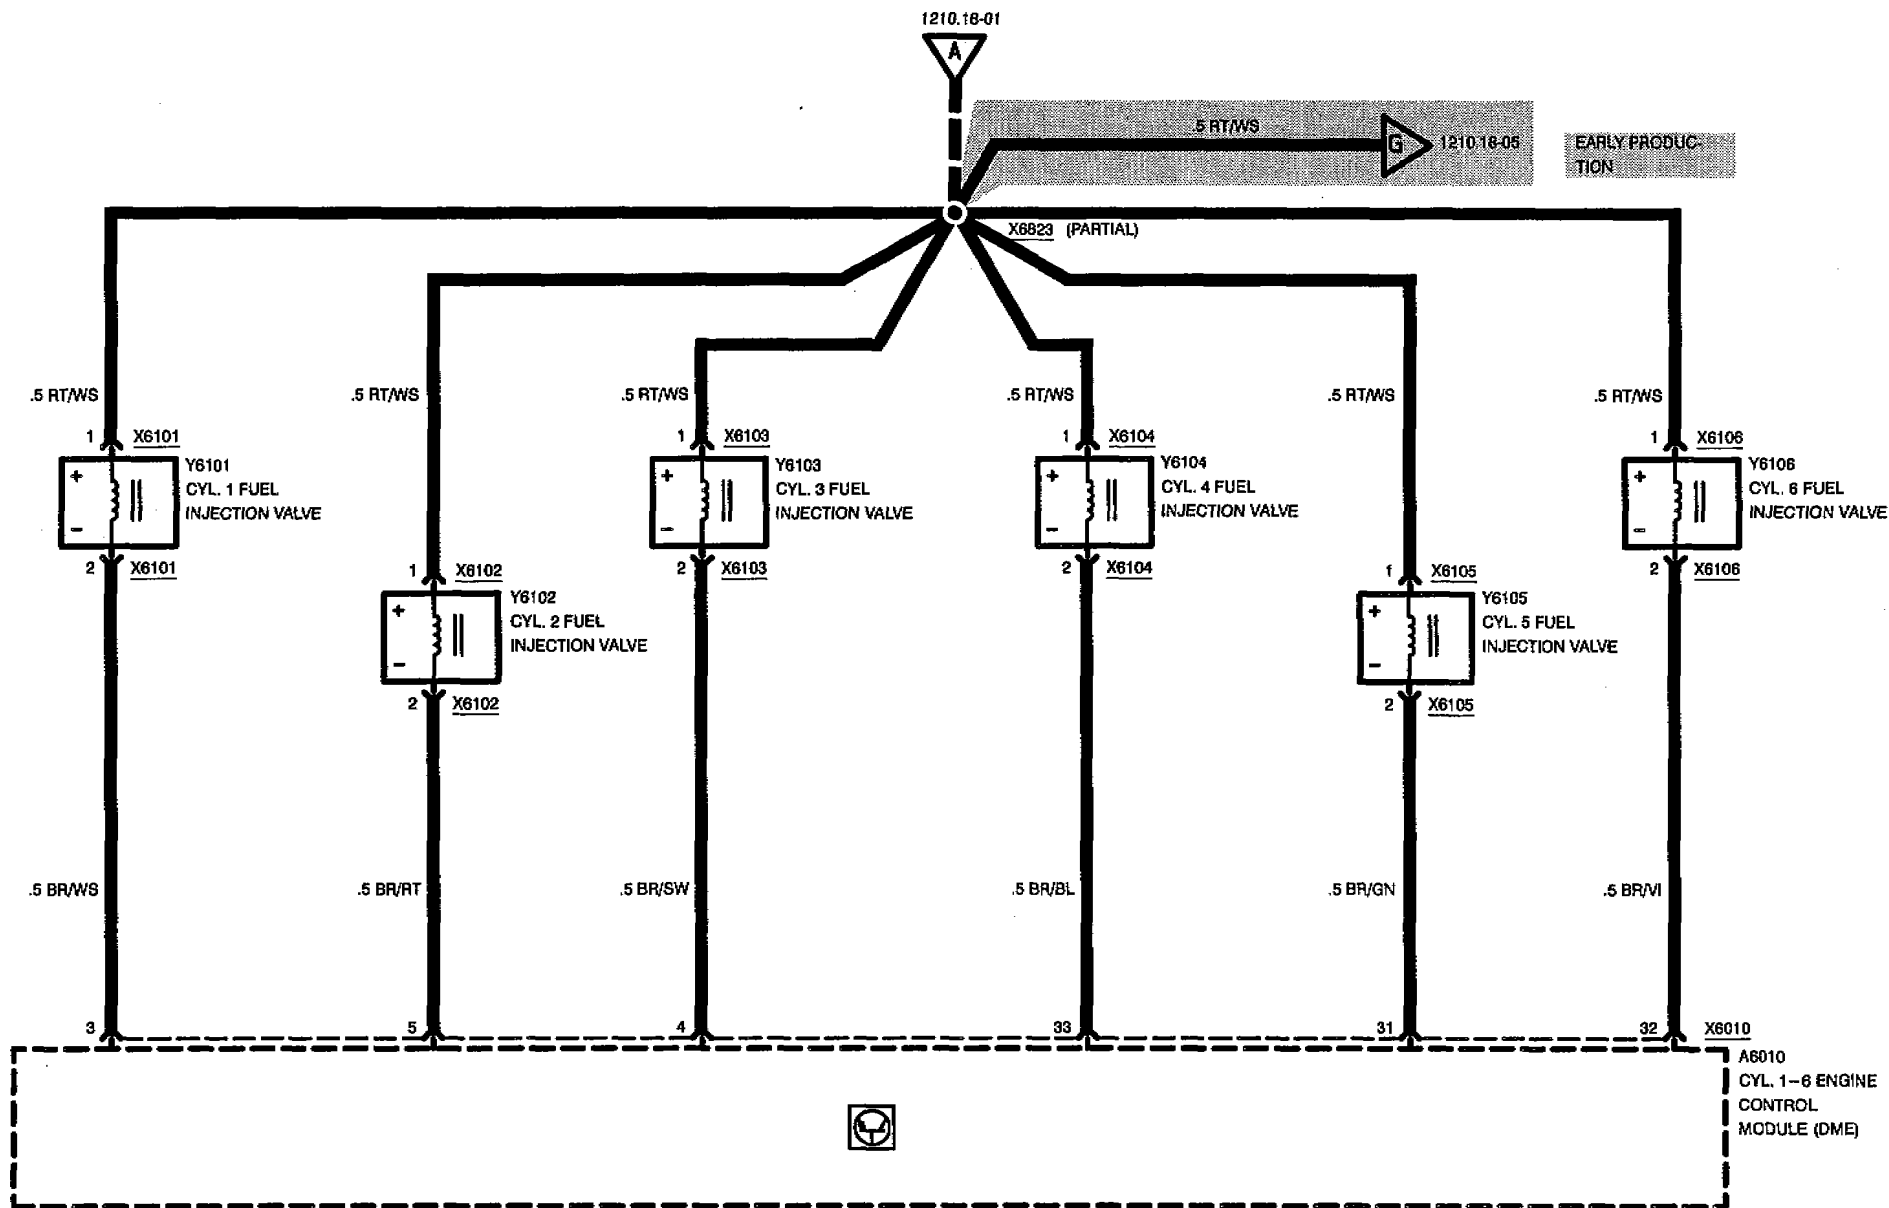 1210.18-01
A
.5 RT/WS
G
1210.18-05
EARLY PRODUC-
TION
X6823 (PARTIAL)
.5 RT/WS
.5 RT/WS
.5 RT/WS
.5 RT/WS
.5 RT/WS
.5 RT/WS
1 X6101
+
-
Y6101
CYL. 1 FUEL
INJECTION VALVE
2 X6101
1 X6103
+
-
Y6103
CYL. 3 FUEL
INJECTION VALVE
2 X6103
1 X6104
+
-
Y6104
CYL. 4 FUEL
INJECTION VALVE
2 X6104
1 X6106
+
-
Y6106
CYL. 6 FUEL
INJECTION VALVE
2 X6106
1 X6102
+
-
Y6102
CYL. 2 FUEL
INJECTION VALVE
2 X6102
f X6105
+
-
Y6105
CYL. 5 FUEL
INJECTION VALVE
2 X6105
.5 BR/WS
.5 BR/RT
.5 BR/SW
.5 BR/BL
.5 BR/GN
.5 BR/VI
3
5
4
33
31
32
X6010
A6010
CYL. 1-6 ENGINE
CONTROL
MODULE (DME)